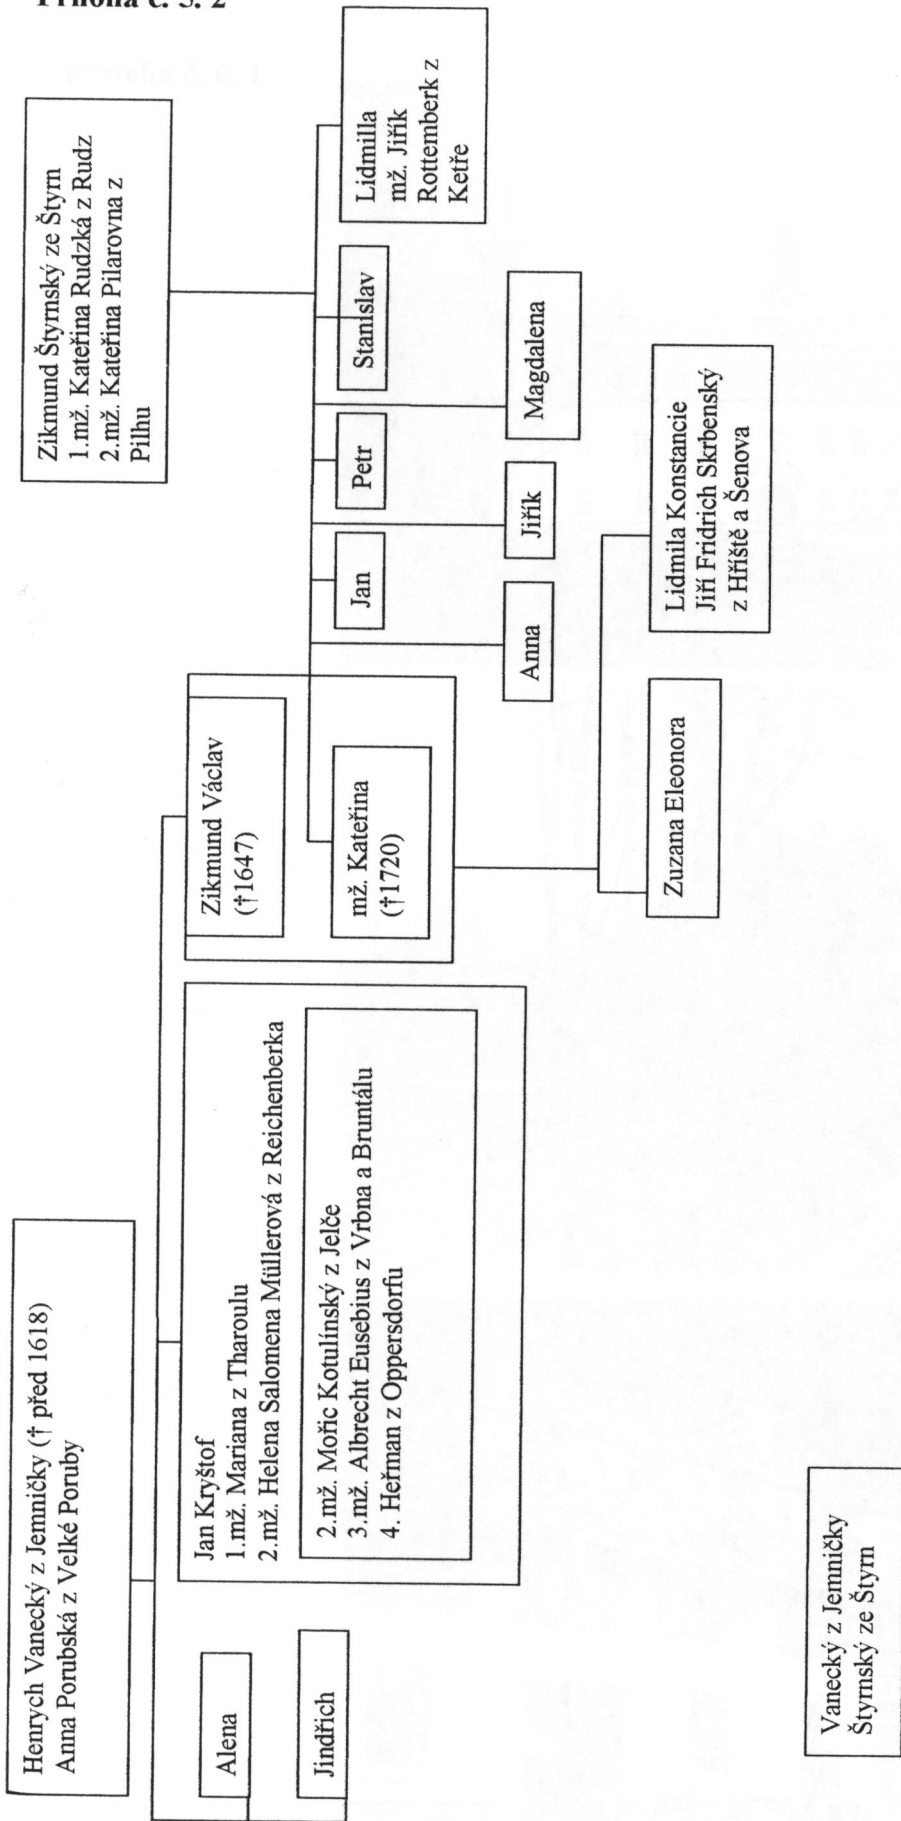 Příloha č. 3. 2
Henrych Vanecký z Jemničky († před 1618)
Anna Porubská z Velké Poruby
Zikmund Štyrnský ze Štyrn
1.mž. Kateřina Rudzká z Rudz
2.mž. Kateřina Pilarovna z
Pilhu
Alena
Jindřich
Jan Kryštof
1.mž. Mariana z Tharoulu
2.mž. Helena Salomena Müllerová z Reichenberka
2.mž. Mořic Kotulínský z Jelče
3.mž. Albrecht Eusebius z Vrbna a Bruntálu
4. Heřman z Oppersdorfu
Zikmund Václav
(†1647)
mž. Kateřina
(†1720)
Jan
Petr
Stanislav
Lidmilla
mž. Jiřík
Rottemberk z
Ketře
Anna
Jiřík
Magdalena
Zuzana Eleonora
Lidmila Konstancie
Jiří Fridrich Skrbenský
z Hříště a Šenova
Vanecký z Jemničky
Štyrnský ze Štyrn